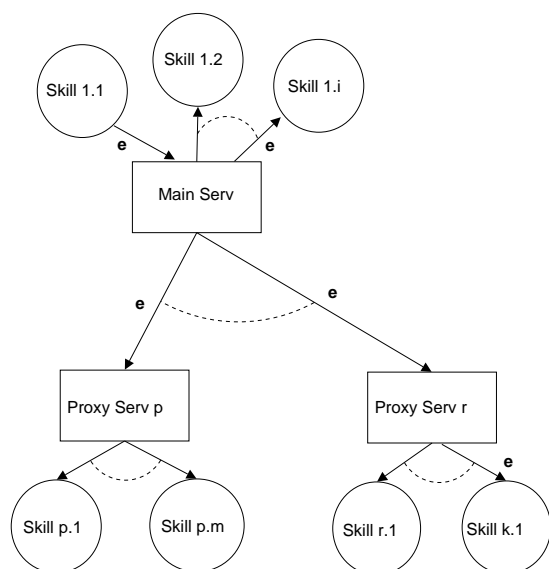 Skill 1.1
Skill 1.2
Skill 1.i
e
e
Main Serv
e
e
Proxy Serv p
Proxy Serv r
e
Skill p.1
Skill p.m
Skill r.1
Skill k.1